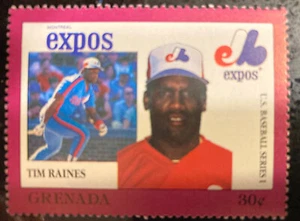 MONTREAL
expos
expos
TIM RAINES
U.S. BASEBALL SERIES I
GRENADA
30¢